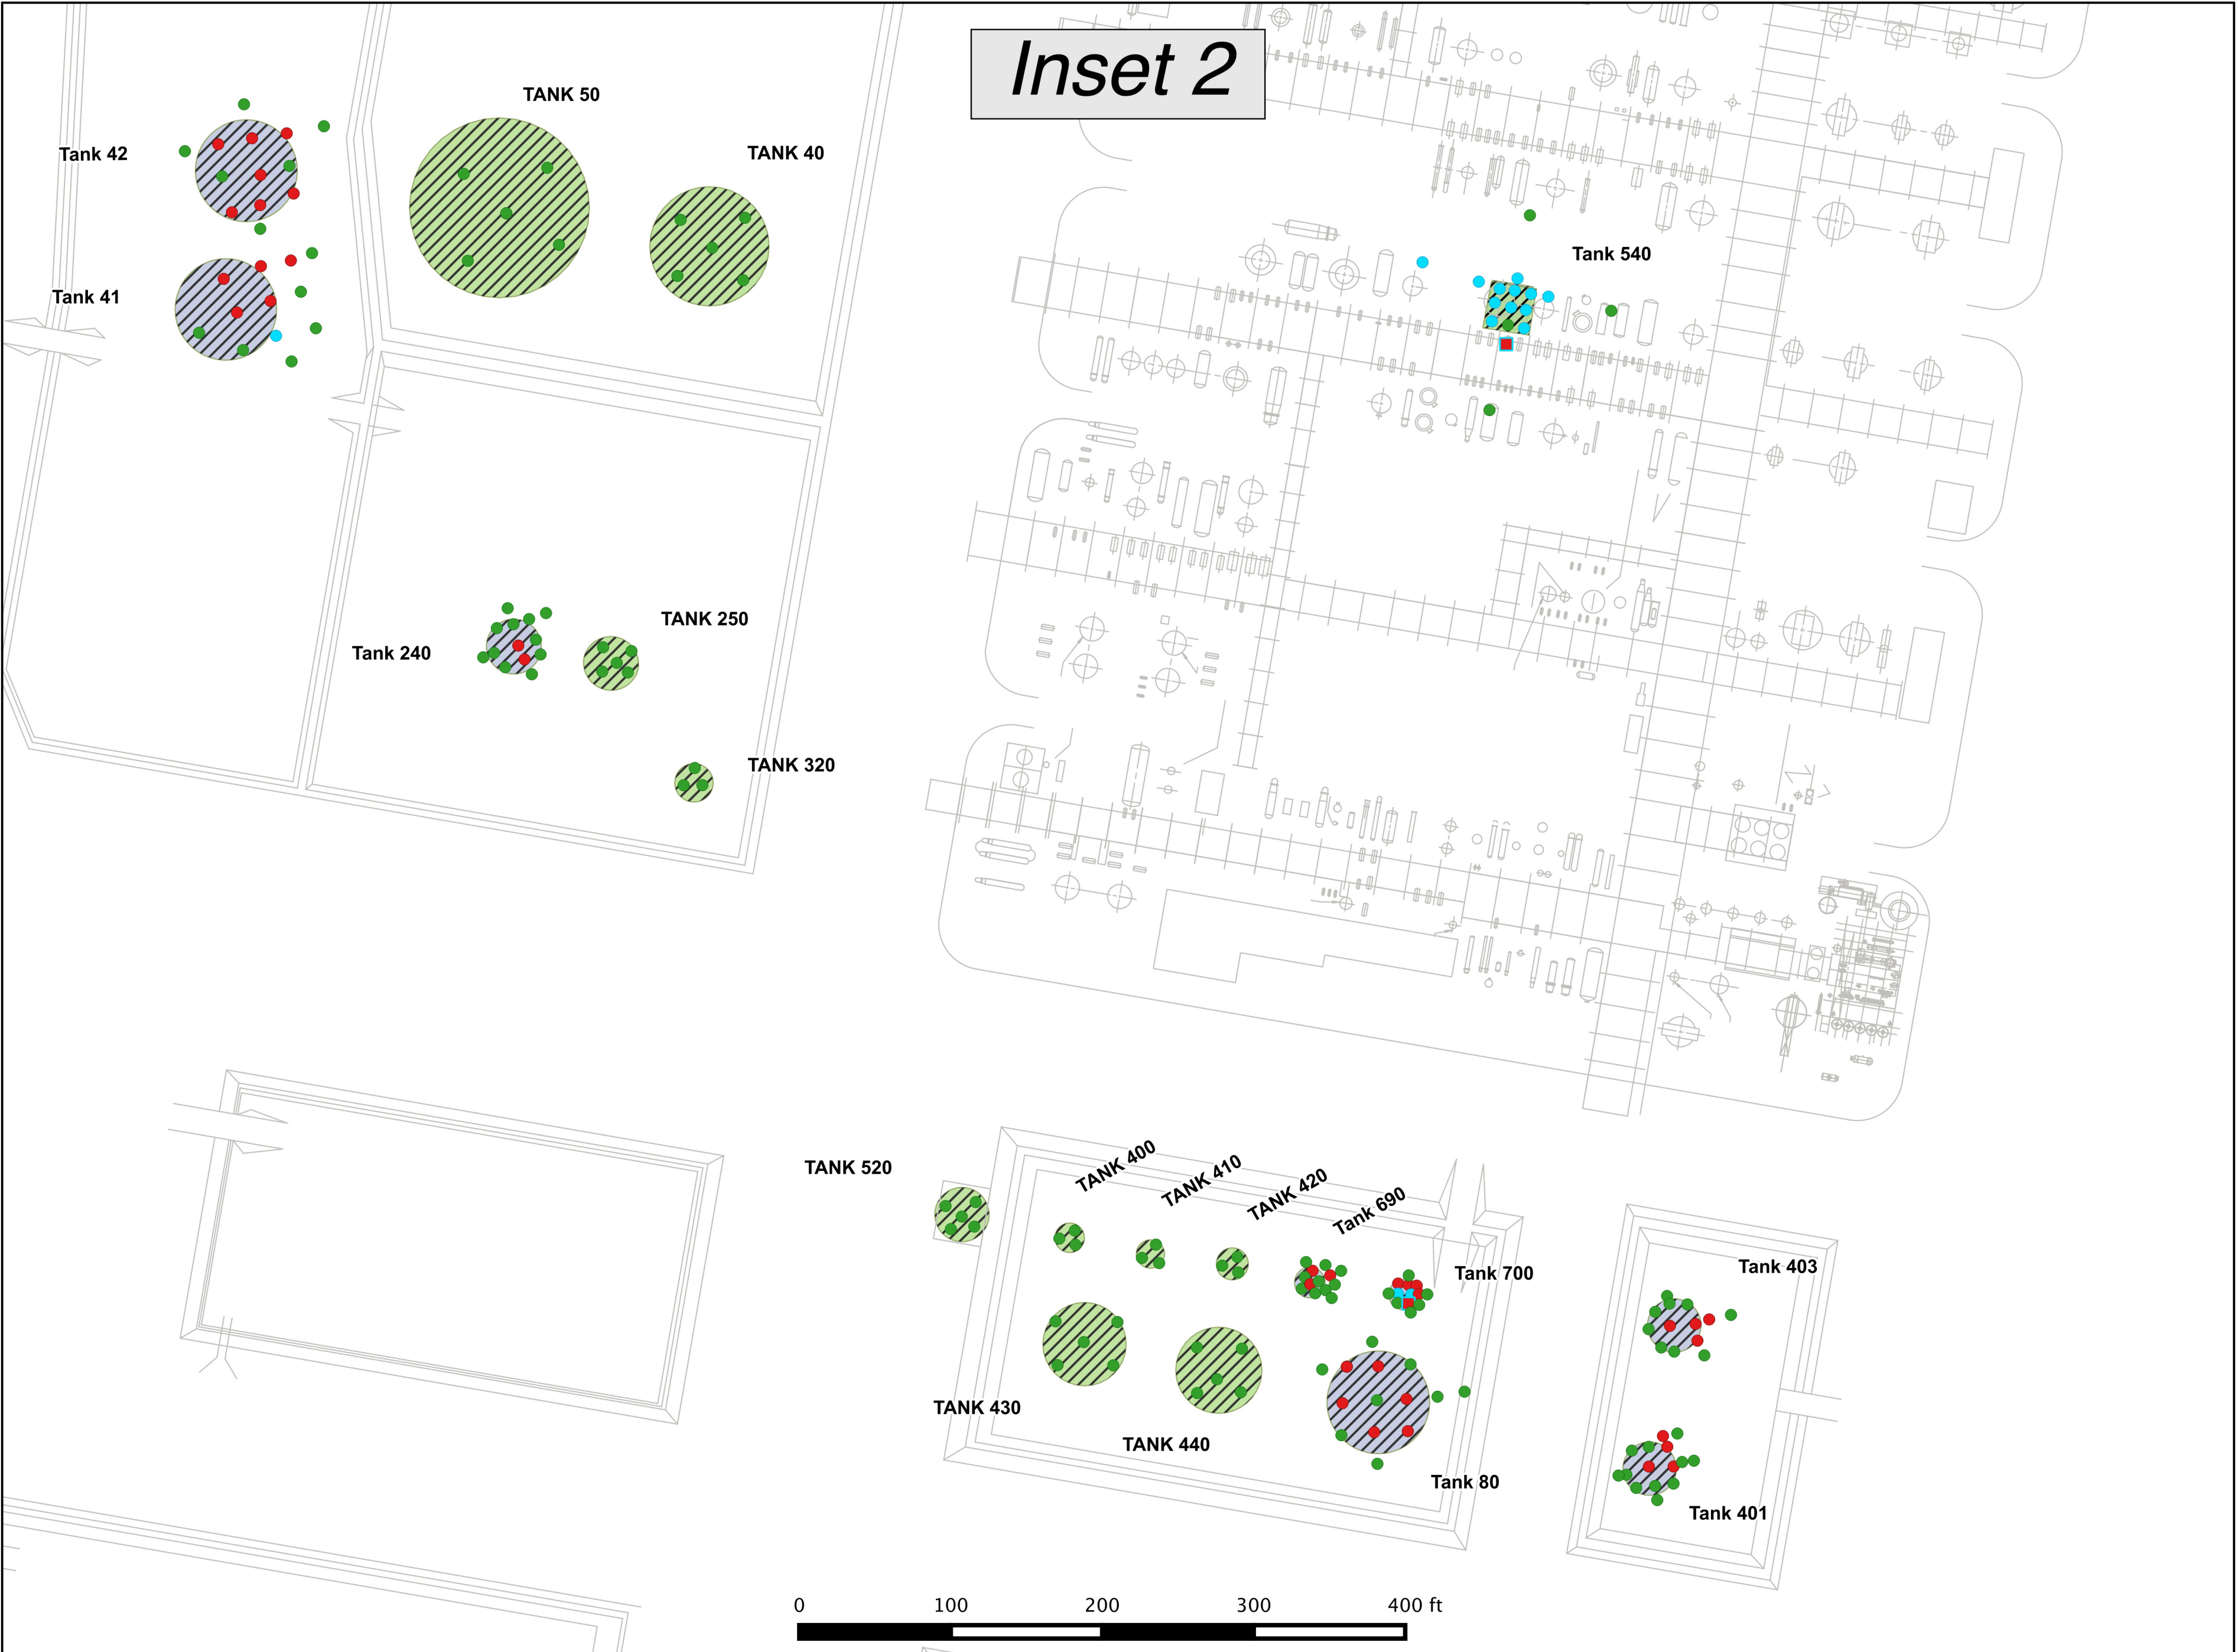 Inset 2
TANK 50
Tank 42
TANK 40
Tank 540
Tank 41
TANK 250
Tank 240
TANK 320
TANK 520
TANK 400
TANK 410
TANK 420
Tank 690
Tank 700
Tank 403
TANK 430
TANK 440
Tank 80
Tank 401
0 100 200 300 400 ft